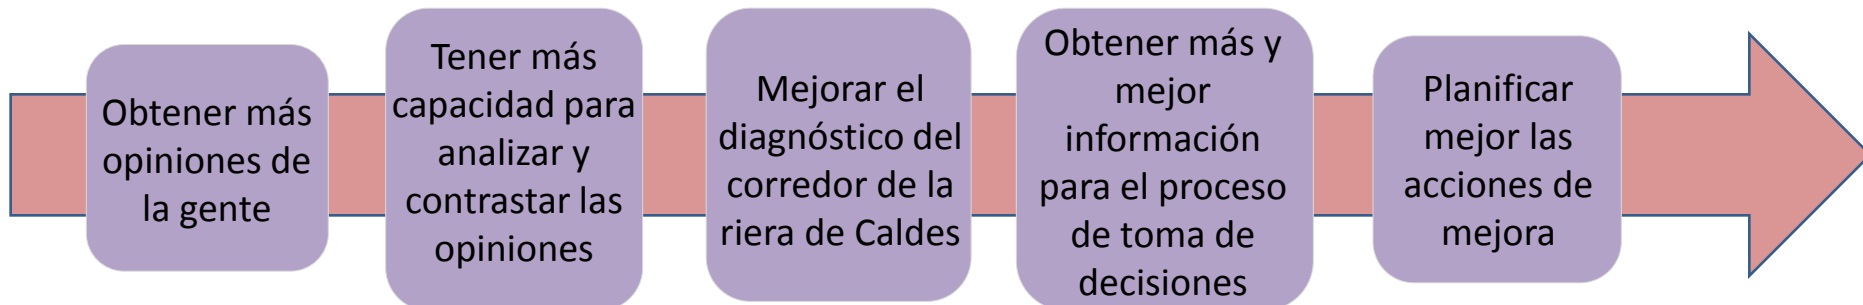 Obtener más
opiniones de
la gente
Tener más
capacidad para
analizar y
contrastar las
opiniones
Mejorar el
diagnóstico del
corredor de la
riera de Caldes
Obtener más y
mejor
información
para el proceso
de toma de
decisiones
Planificar
mejor las
acciones de
mejora